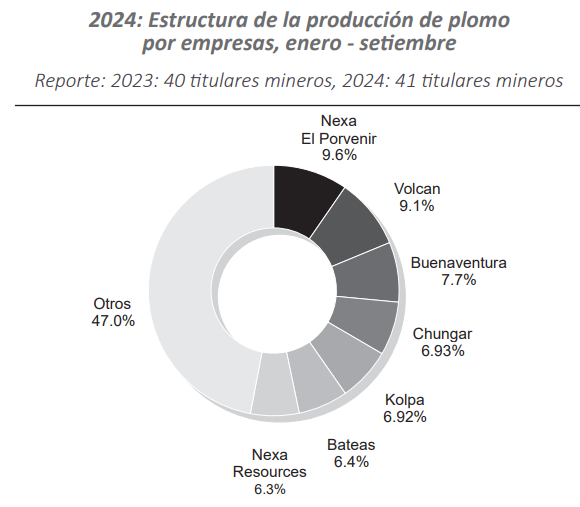 2024: Estructura de la producción de plomo
por empresas, enero - setiembre
Reporte: 2023: 40 titulares mineros, 2024: 41 titulares mineros
Nexa
El Porvenir
9.6%
Volcan
9.1%
Buenaventura
7.7%
Chungar
6.93%
Kolpa
6.92%
Bateas
6.4%
Nexa
Resources
6.3%
Otros
47.0%